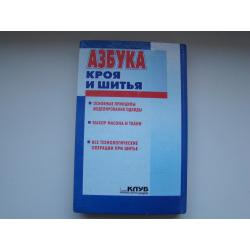 АЗБУКА
КРОЯ
И ШИТЬЯ
ОСНОВНЫЕ ПРИНЦИПЫ
МОДЕЛИРОВАНИЯ ОДЕЖДЫ
ВЫБОР ФАСОНА И ТКАНИ
ВСЕ ТЕХНОЛОГИЧЕСКИЕ
ОПЕРАЦИИ ПРИ ШИТЬЕ
КЛУБ